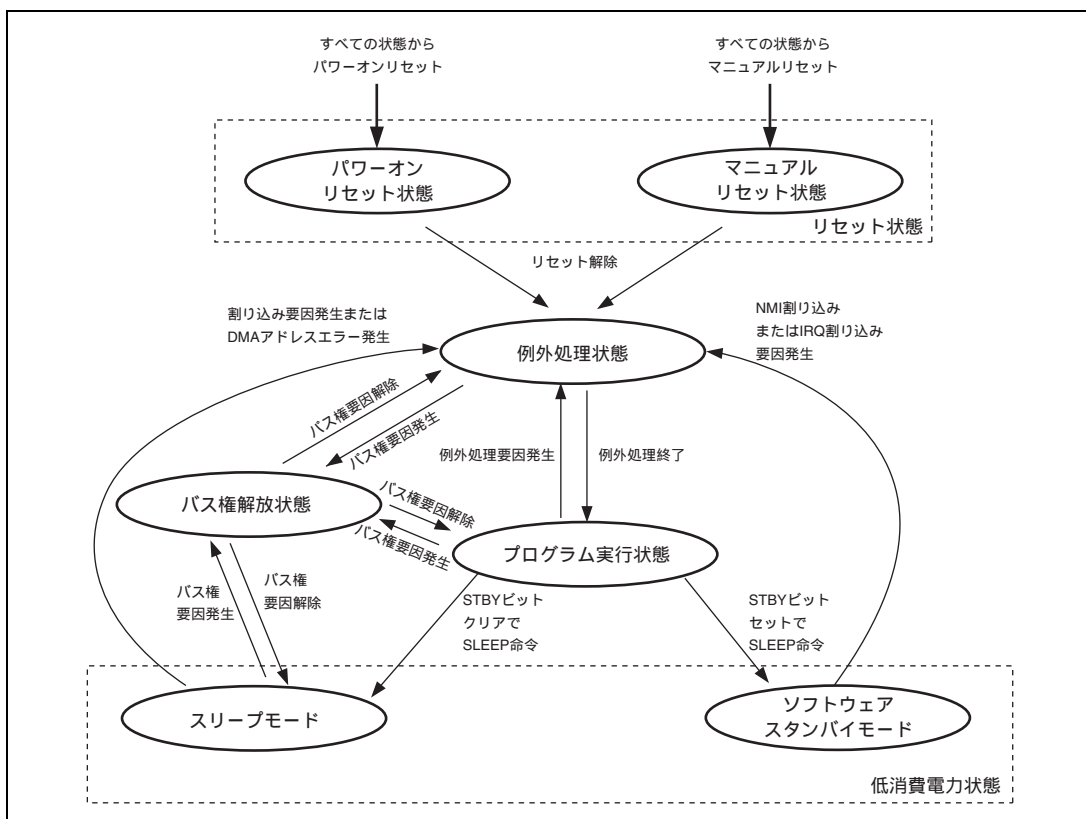 すべての状態から
パワーオンリセット
すべての状態から
マニュアルリセット
パワーオン
リセット状態
マニュアル
リセット状態
リセット状態
リセット解除
割り込み要因発生または
DMAアドレスエラー発生
NMI割り込み
またはIRQ割り込み
要因発生
例外処理状態
バス権要因解除
バス権要因発生
例外処理要因発生
例外処理終了
バス権解放状態
バス権要因解除
バス権要因発生
プログラム実行状態
バス権
要因発生
バス権
要因解除
STBYビット
クリアで
SLEEP命令
STBYビット
セットで
SLEEP命令
スリープモード
ソフトウェア
スタンバイモード
低消費電力状態